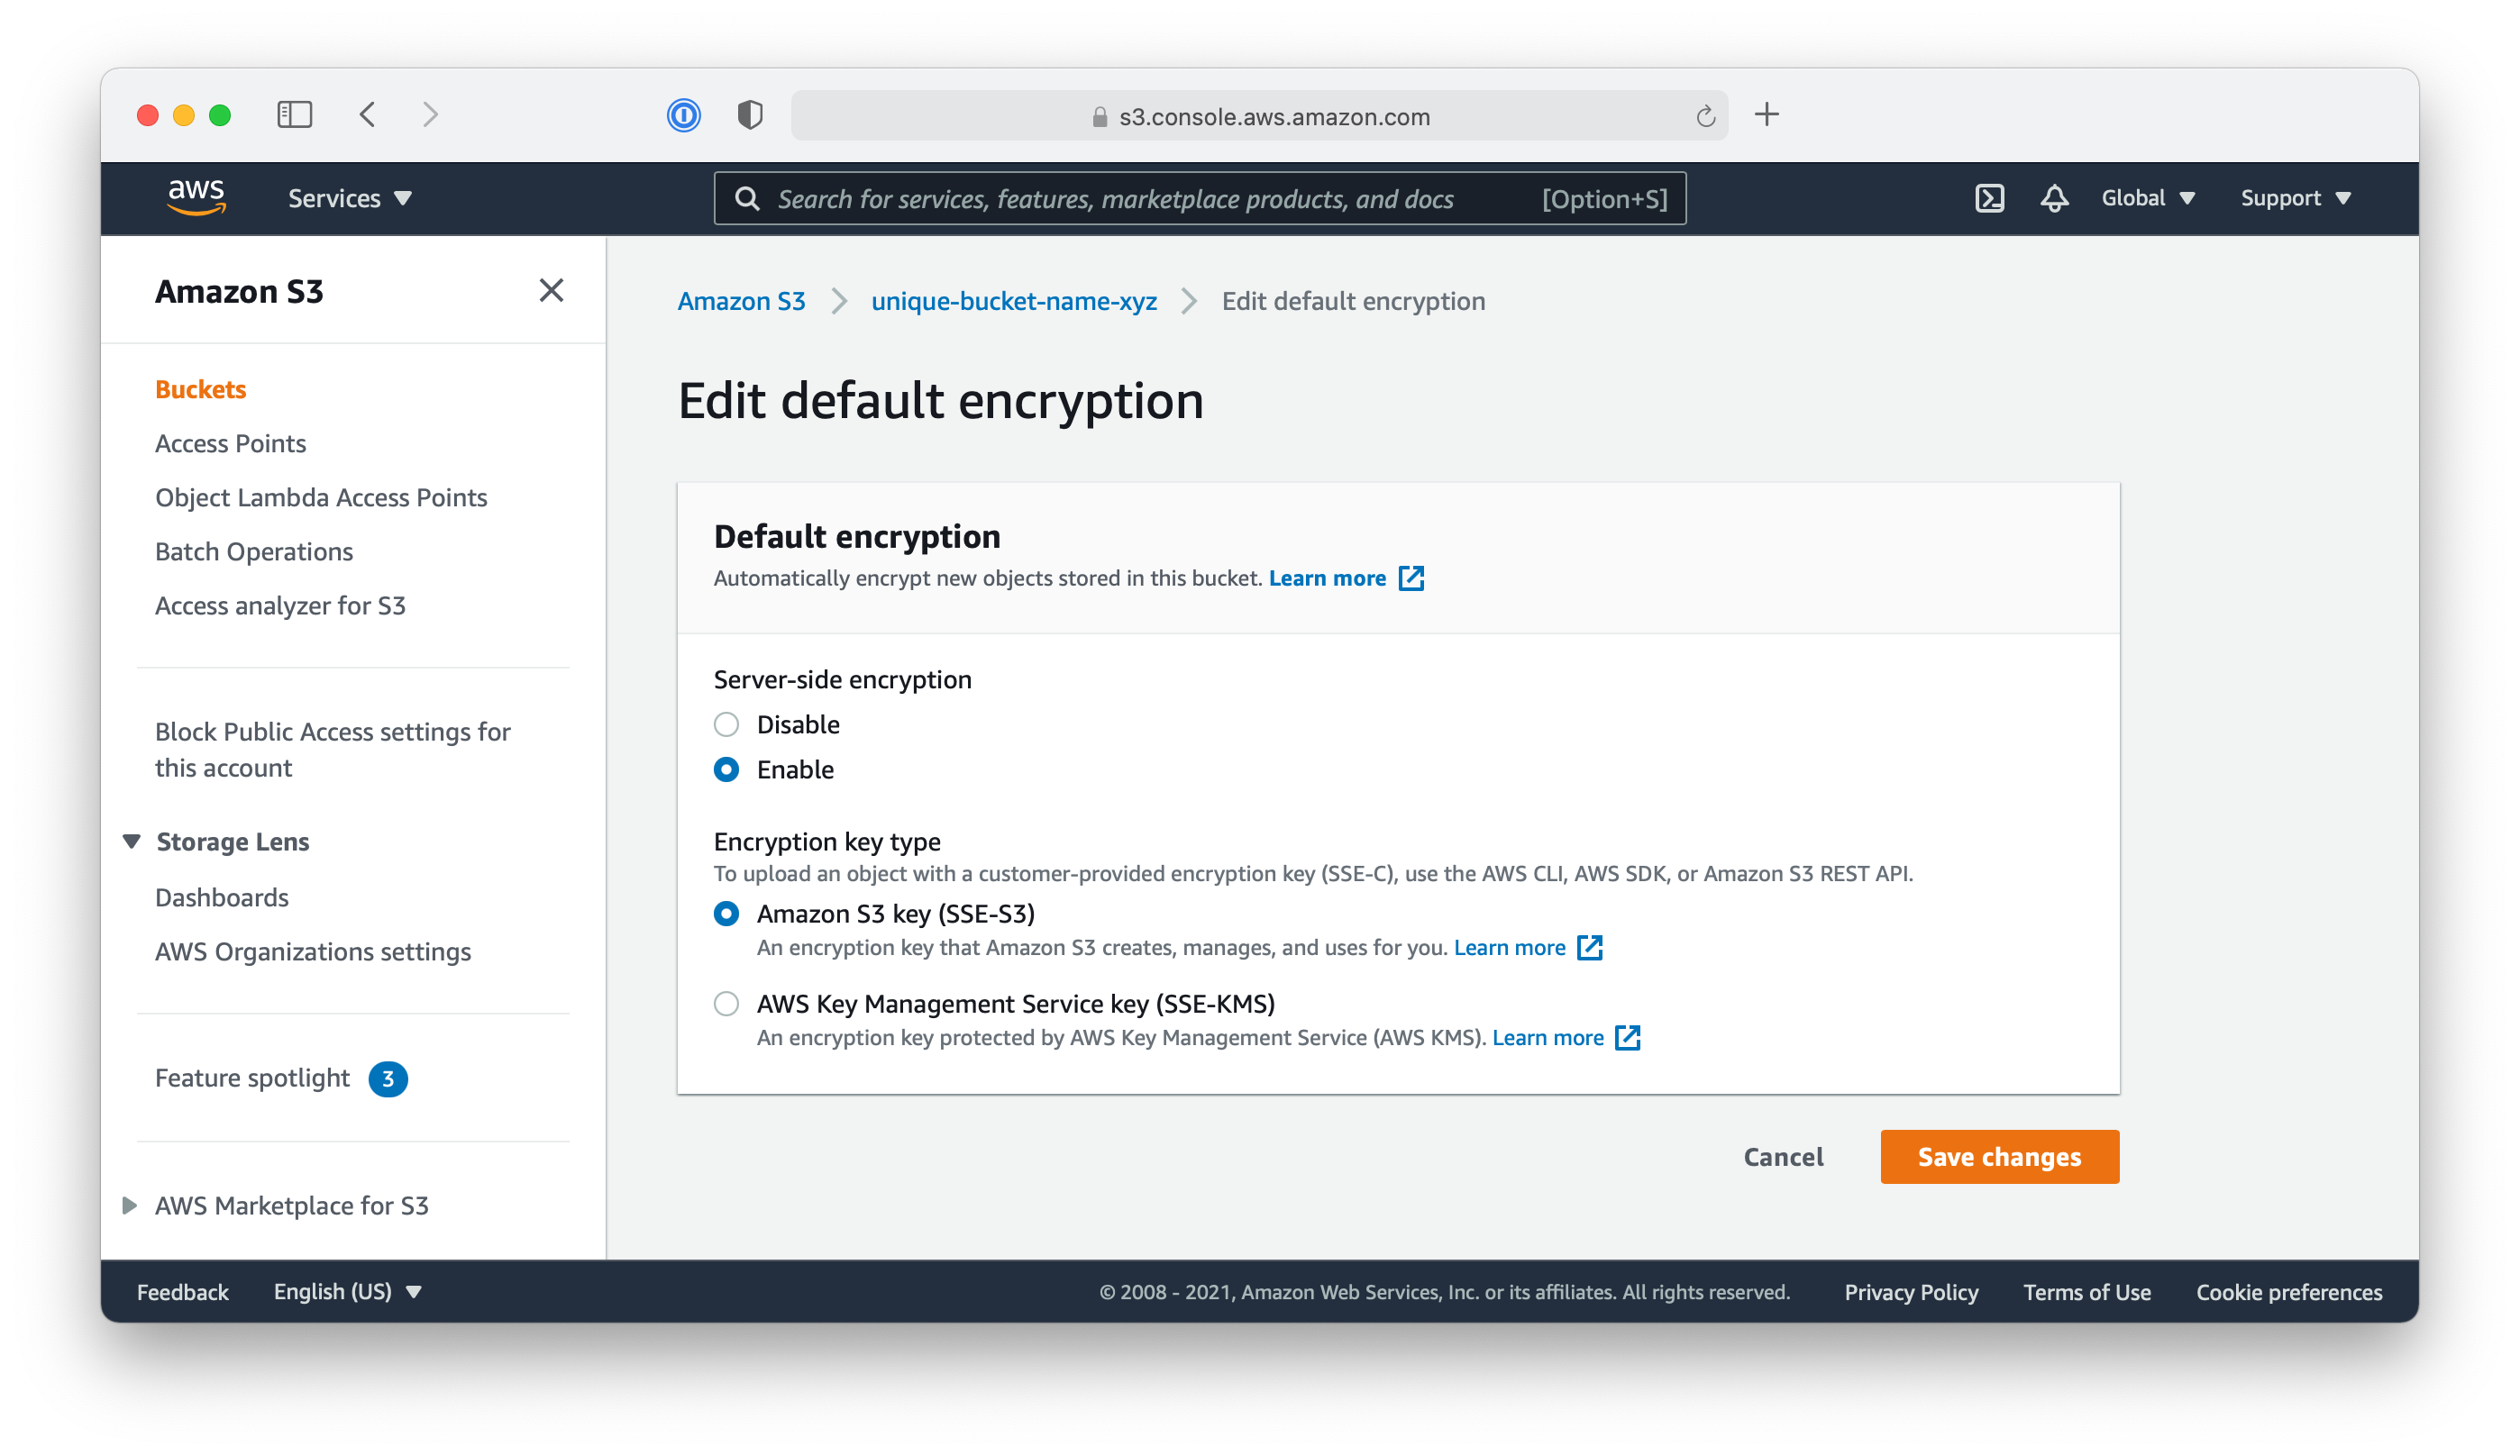 s3.console.aws.amazon.com
aws
Services
Search for services, features, marketplace products, and docs
[Option+S]
Global
Support
Amazon S3
Buckets
Access Points
Object Lambda Access Points
Batch Operations
Access analyzer for S3
Block Public Access settings for
this account
Storage Lens
Dashboards
AWS Organizations settings
Feature spotlight 3
AWS Marketplace for S3
Amazon S3 > unique-bucket-name-xyz > Edit default encryption
Edit default encryption
Default encryption
Automatically encrypt new objects stored in this bucket. Learn more
Server-side encryption
Disable
Enable
Encryption key type
To upload an object with a customer-provided encryption key (SSE-C), use the AWS CLI, AWS SDK, or Amazon S3 REST API.
Amazon S3 key (SSE-S3)
An encryption key that Amazon S3 creates, manages, and uses for you. Learn more
AWS Key Management Service key (SSE-KMS)
An encryption key protected by AWS Key Management Service (AWS KMS). Learn more
Cancel
Save changes
Feedback
English (US)
© 2008 - 2021, Amazon Web Services, Inc. or its affiliates. All rights reserved.
Privacy Policy
Terms of Use
Cookie preferences